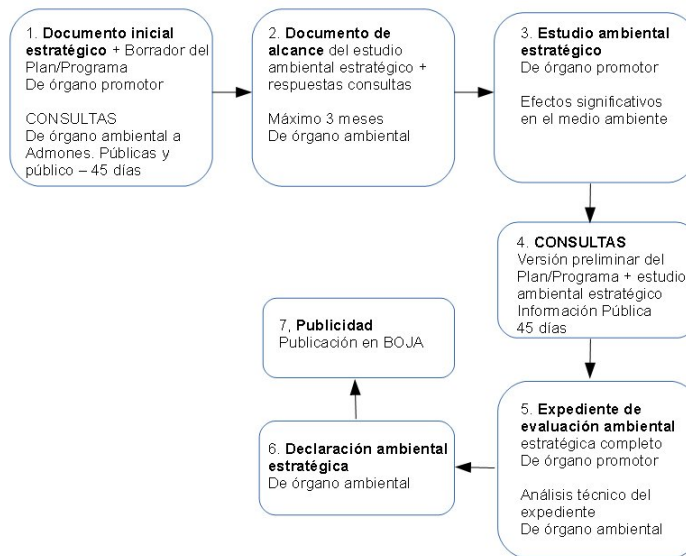 1. Documento inicial
estratégico + Borrador del
Plan/Programa
De órgano promotor
CONSULTAS
De órgano ambiental a
Admones. Públicas y
público – 45 días
2. Documento de
alcance del estudio
ambiental estratégico +
respuestas consultas
Máximo 3 meses
De órgano ambiental
3. Estudio ambiental
estratégico
De órgano promotor
Efectos significativos
en el medio ambiente
4. CONSULTAS
Versión preliminar del
Plan/Programa + estudio
ambiental estratégico
Información Pública
45 días
5. Expediente de
evaluación ambiental
estratégica completo
De órgano promotor
Análisis técnico del
expediente
De órgano ambiental
6. Declaración ambiental
estratégica
De órgano ambiental
7, Publicidad
Publicación en BOJA